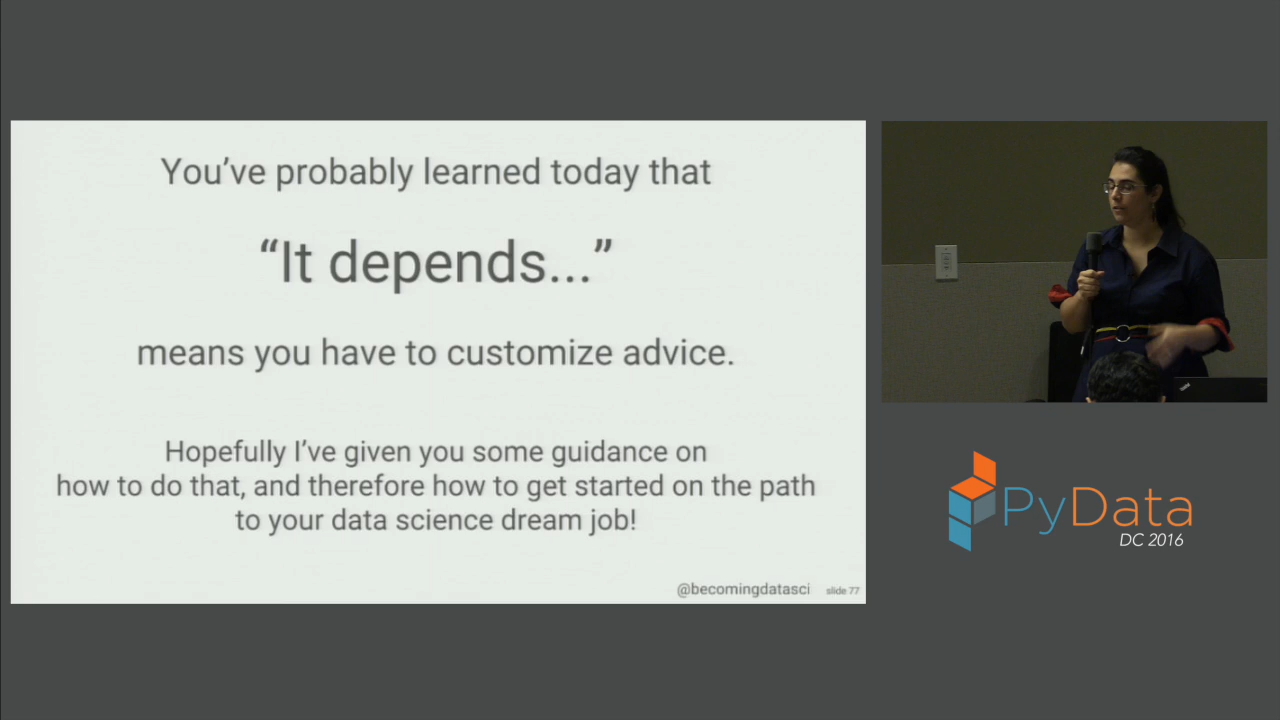 You’ve probably learned today that
“It depends...”
means you have to customize advice.
Hopefully I’ve given you some guidance on
how to do that, and therefore how to get started on the path
to your data science dream job!
@becomingdatasci slide 77
PyData
DC 2016